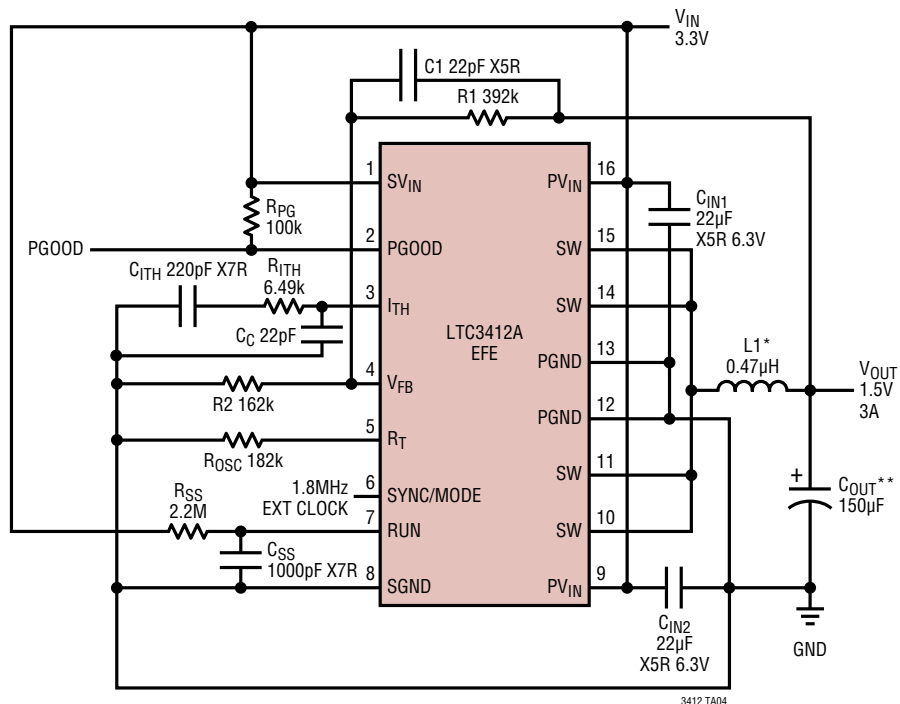 V_IN
3.3V
C1 22pF X5R
R1 392k
1
SV_IN
PV_IN
16
R_PG
100k
C_IN1
22µF
X5R 6.3V
PGOOD
2
PGOOD
SW
15
C_ITH 220pF X7R
R_ITH
6.49k
3
I_TH
SW
14
C_C 22pF
LTC3412A
EFE
PGND
13
L1*
0.47µH
V_OUT
1.5V
3A
4
V_FB
R2 162k
PGND
12
5
R_T
R_OSC 182k
SW
11
1.8MHz
EXT CLOCK
6
SYNC/MODE
C_OUT**
150µF
+
R_SS
2.2M
7
RUN
SW
10
C_SS
1000pF X7R
8
SGND
PV_IN
9
C_IN2
22µF
X5R 6.3V
GND
3412 TA04